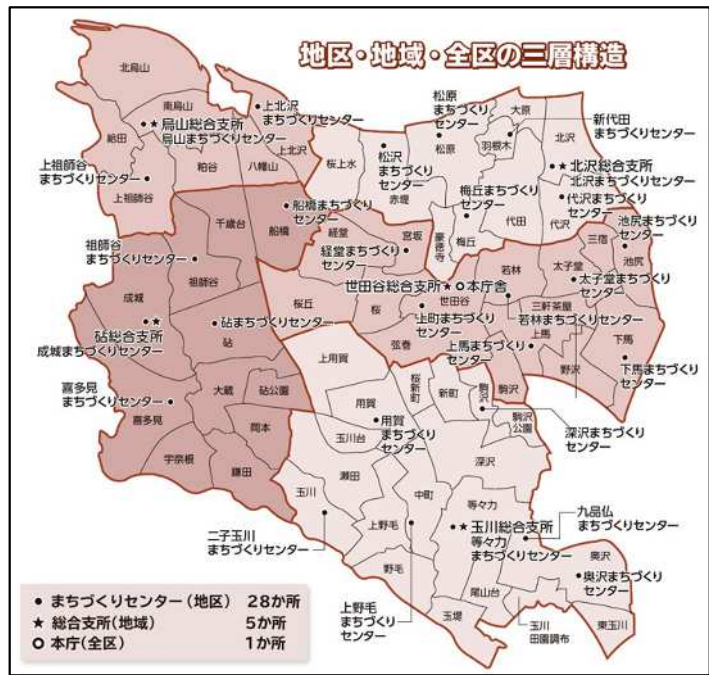 地区・地域・全区の三層構造
北烏山
南烏山
給田
烏山総合支所
烏山まちづくりセンター
上北沢
まちづくりセンター
上北沢
粕谷
八幡山
上祖師谷
まちづくりセンター
上祖師谷
松原
まちづくり
センター
大原
新代田
まちづくりセンター
羽根木
北沢
桜上水
松沢
まちづくり
センター
松原
赤堤
北沢総合支所
北沢まちづくりセンター
梅丘まちづくり
センター
代沢まちづくり
センター
代田
代沢
豪徳寺
梅丘
船橋まちづくり
センター
千歳台
船橋
祖師谷
まちづくりセンター
祖師谷
成城
砧まちづくりセンター
砧
砧総合支所
成城まちづくりセンター
喜多見
まちづくりセンター
喜多見
大蔵
砧公園
岡本
宇奈根
鎌田
経堂
宮坂
経堂まちづくり
センター
桜丘
桜
世田谷総合支所
本庁舎
世田谷
上町まちづくり
センター
弦巻
若林
太子堂
三宿
池尻
まちづくり
センター
池尻
太子堂まちづくり
センター
三軒茶屋
若林まちづくりセンター
上馬
上馬まちづくり
センター
下馬
野沢
下馬まちづくり
センター
駒沢
上用賀
桜新町
新町
駒沢
駒沢
公園
用賀
用賀
まちづくり
センター
玉川台
深沢まちづくり
センター
深沢
瀬田
玉川
中町
等々力
二子玉川
まちづくりセンター
上野毛
玉川総合支所
等々力
まちづくりセンター
九品仏
まちづくりセンター
野毛
奥沢
奥沢まちづくり
センター
尾山台
上野毛
まちづくり
センター
玉堤
玉川
田園調布
東玉川
● まちづくりセンター(地区) 28か所
★ 総合支所(地域) 5か所
○ 本庁(全区) 1か所